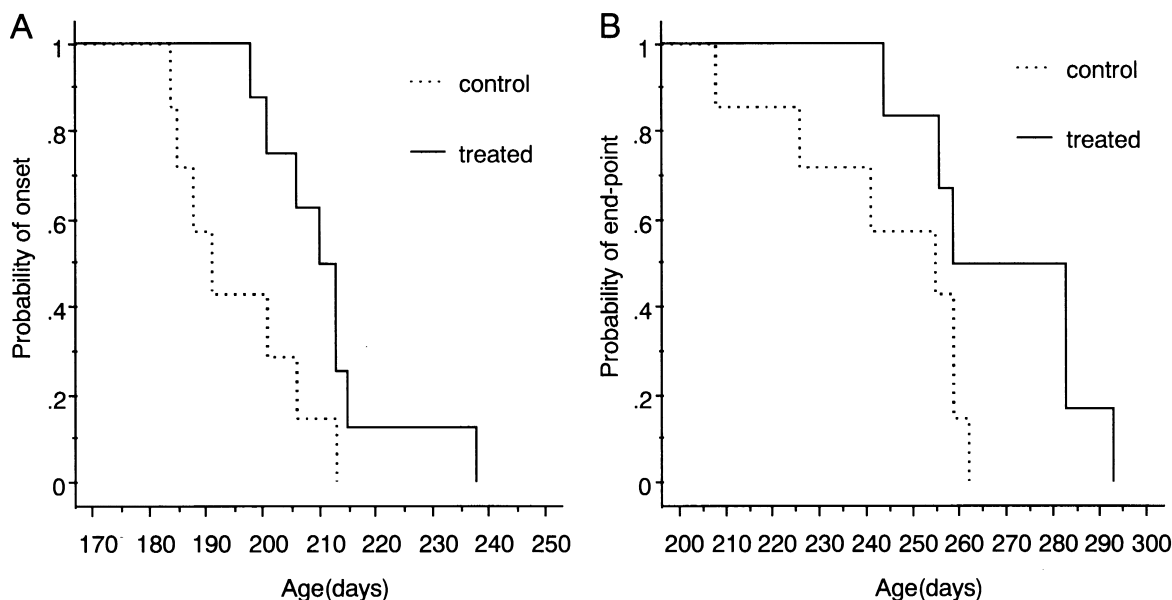 A
Probability of onset
1
.8
.6
.4
.2
0
170 180 190 200 210 220 230 240 250
Age(days)
control
treated
B
Probability of end-point
1
.8
.6
.4
.2
0
200 210 220 230 240 250 260 270 280 290 300
Age(days)
control
treated